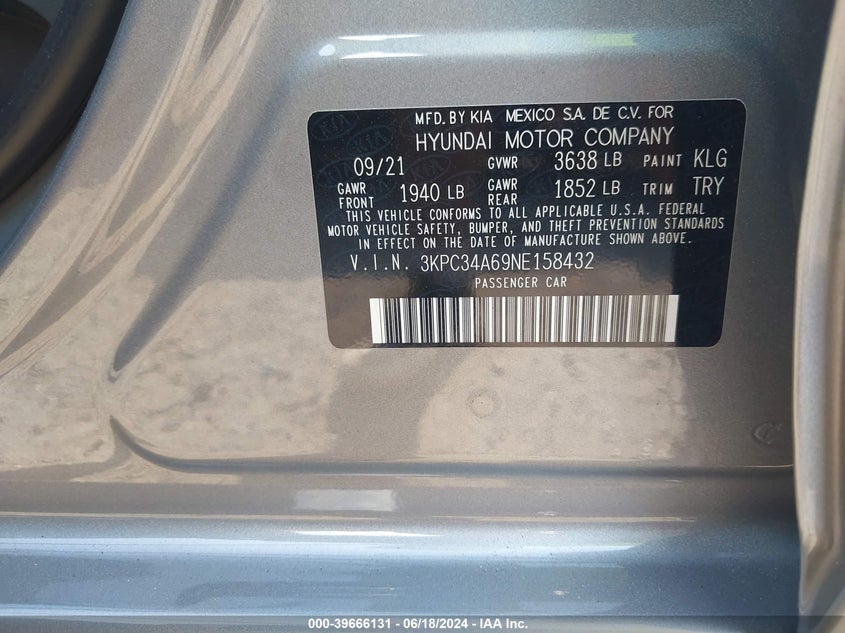 MFD. BY KIA MEXICO S.A. DE C.V. FOR
HYUNDAI MOTOR COMPANY
09/21 GVWR 3638 LB PAINT KLG
GAWR FRONT 1940 LB GAWR REAR 1852 LB TRIM TRY
THIS VEHICLE CONFORMS TO ALL APPLICABLE U.S.A. FEDERAL
MOTOR VEHICLE SAFETY, BUMPER, AND THEFT PREVENTION STANDARDS
IN EFFECT ON THE DATE OF MANUFACTURE SHOWN ABOVE.
V.I.N. 3KPC34A69NE158432
PASSENGER CAR
000-39666131 - 06/18/2024 - IAA Inc.